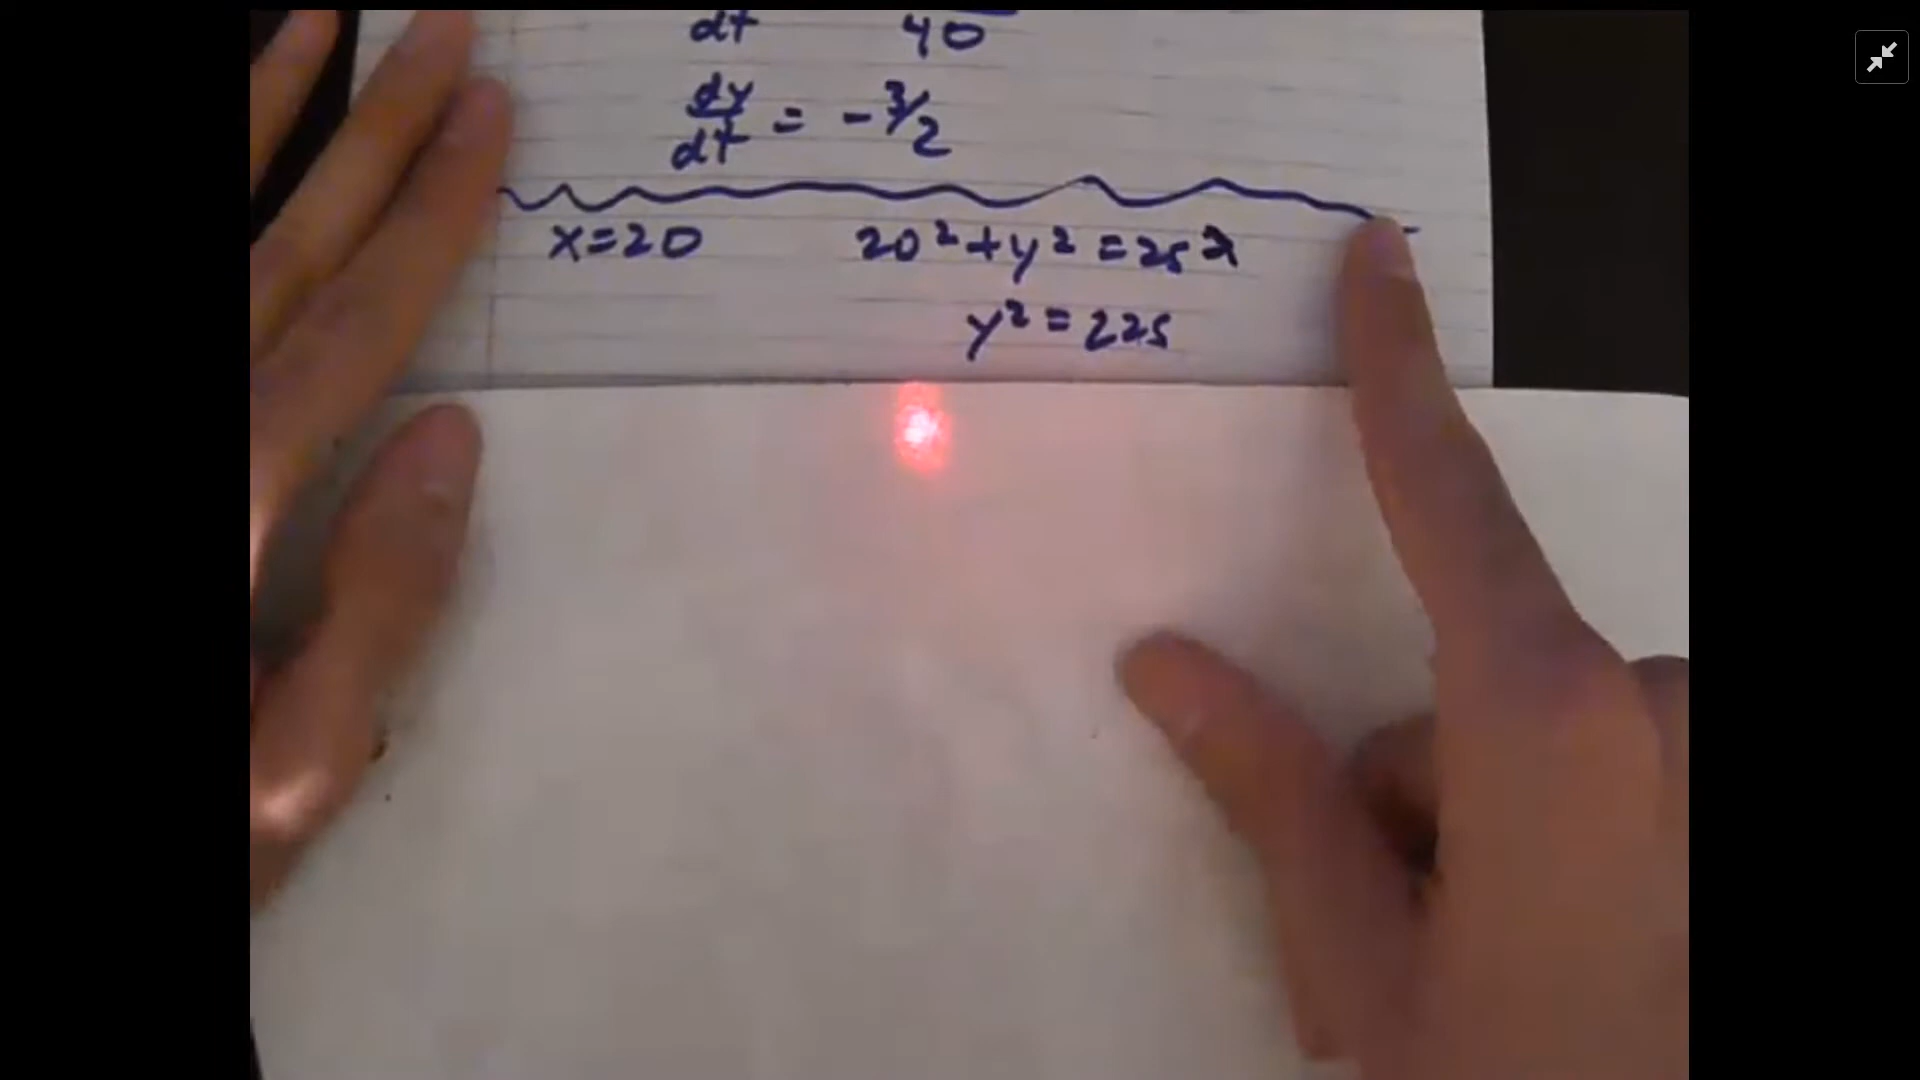 dt 40
dy/dt = -3/2
x=20 20²+y²=25²
y²=225